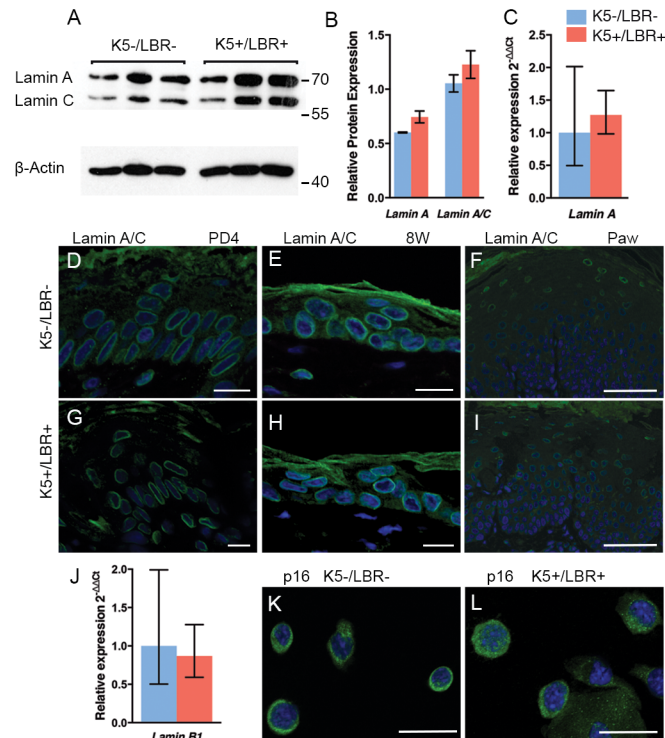 A
K5-/LBR-
K5+/LBR+
Lamin A
Lamin C
β-Actin
70
55
40
B
Relative Protein Expression
1.5
1.0
0.5
0.0
Lamin A
Lamin A/C
C
K5-/LBR-
K5+/LBR+
Relative expression 2-ΔΔCt
2.5
2.0
1.5
1.0
0.5
0.0
Lamin A
Lamin A/C PD4
Lamin A/C 8W
Lamin A/C Paw
K5-/LBR-
D
E
F
K5+/LBR+
G
H
I
J
Relative expression 2-ΔΔCt
2.0
1.5
1.0
0.5
0.0
Lamin B1
p16 K5-/LBR-
K
p16 K5+/LBR+
L